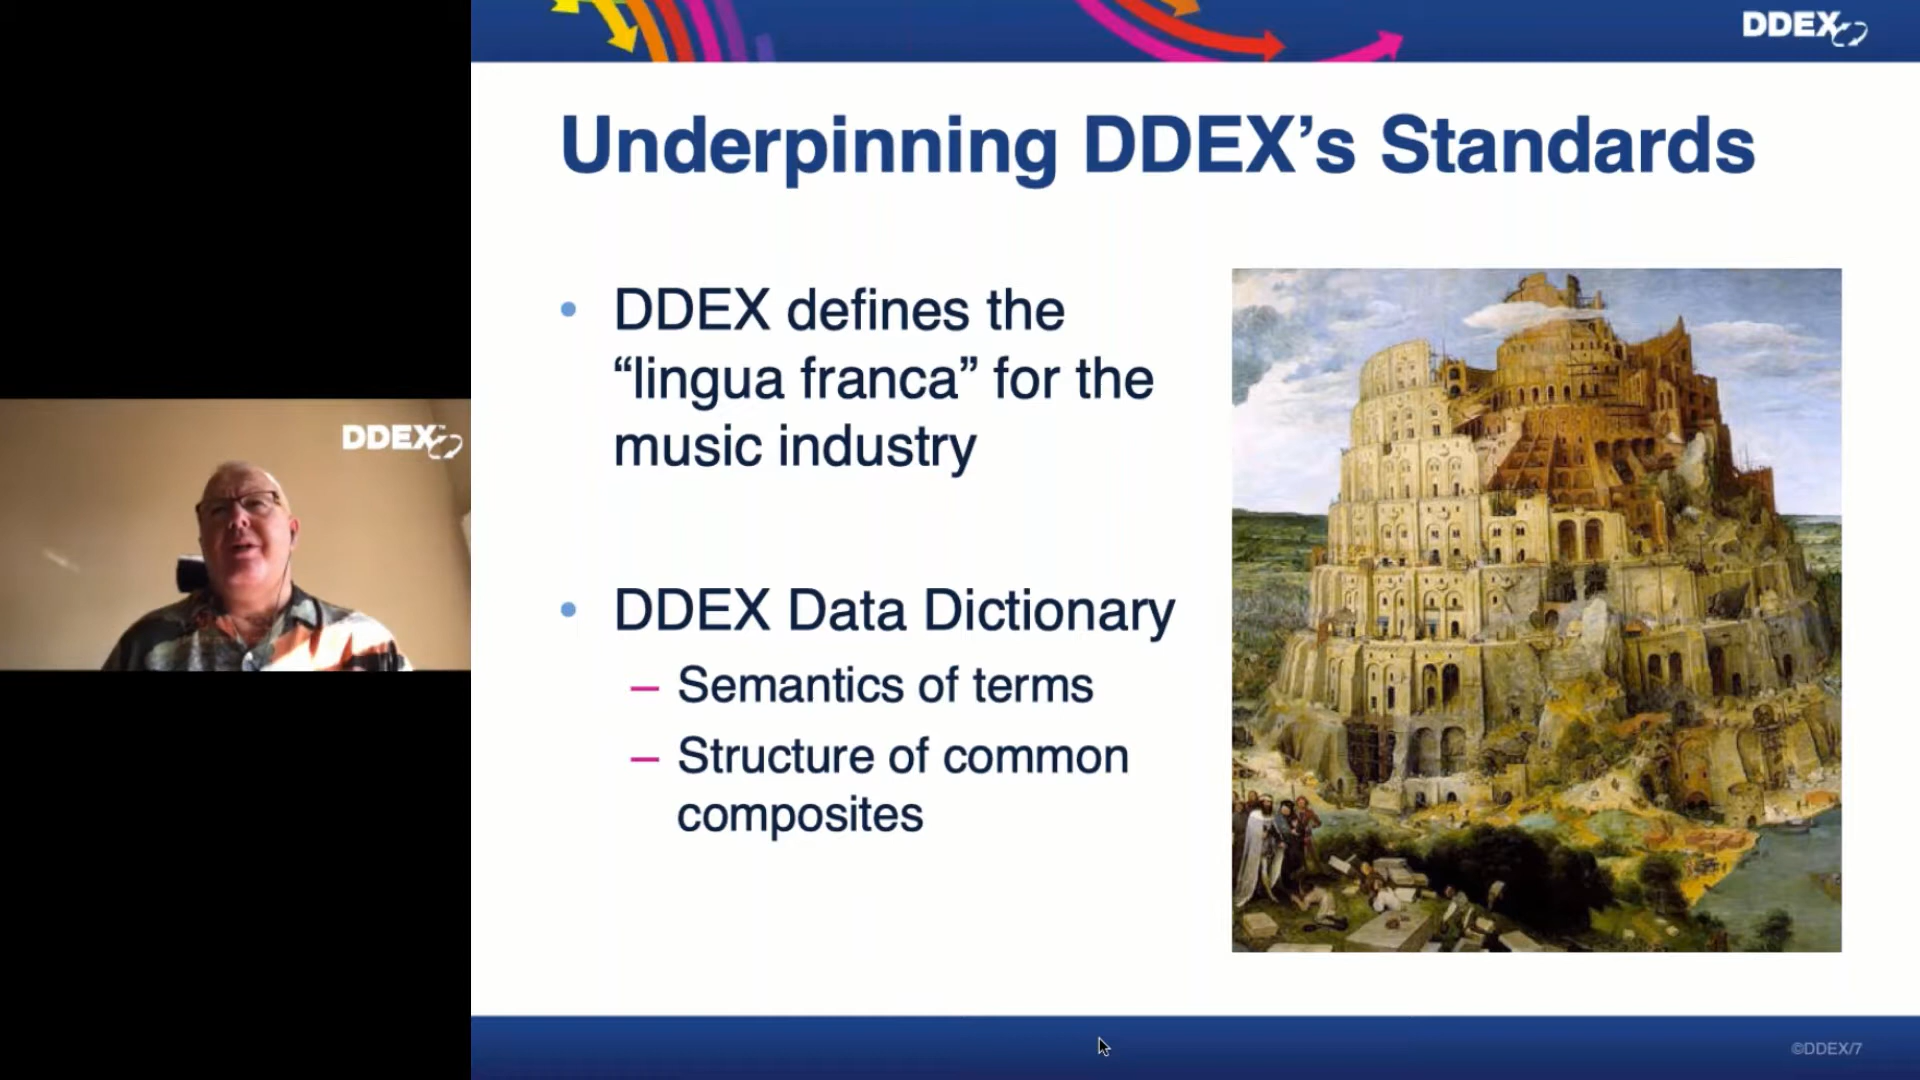 DDEX
Underpinning DDEX’s Standards
• DDEX defines the
“lingua franca” for the
music industry
DDEX
• DDEX Data Dictionary
– Semantics of terms
– Structure of common
composites
©DDEX/7